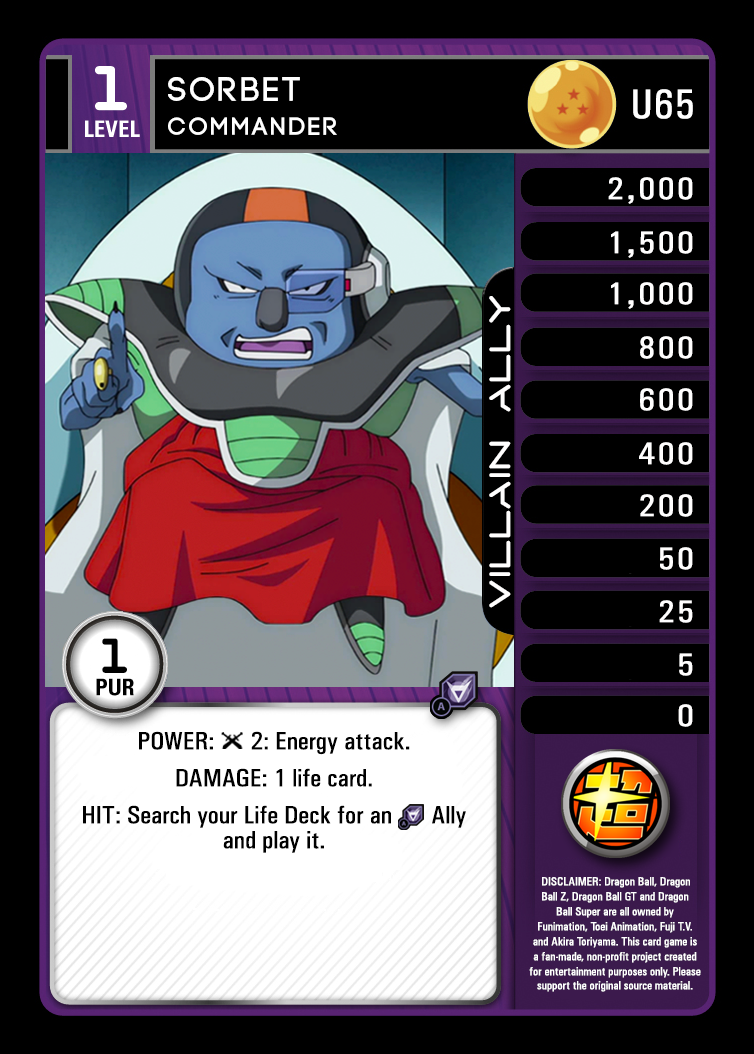 1
LEVEL
SORBET
COMMANDER
U65
2,000
1,500
1,000
800
600
400
200
50
25
5
0
VILLAIN ALLY
1
PUR
A
POWER: 2: Energy attack.
DAMAGE: 1 life card.
HIT: Search your Life Deck for an A Ally
and play it.
DISCLAIMER: Dragon Ball, Dragon
Ball Z, Dragon Ball GT and Dragon
Ball Super are all owned by
Funimation, Toei Animation, Fuji T.V.
and Akira Toriyama. This card game is
a fan-made, non-profit project created
for entertainment purposes only. Please
support the original source material.